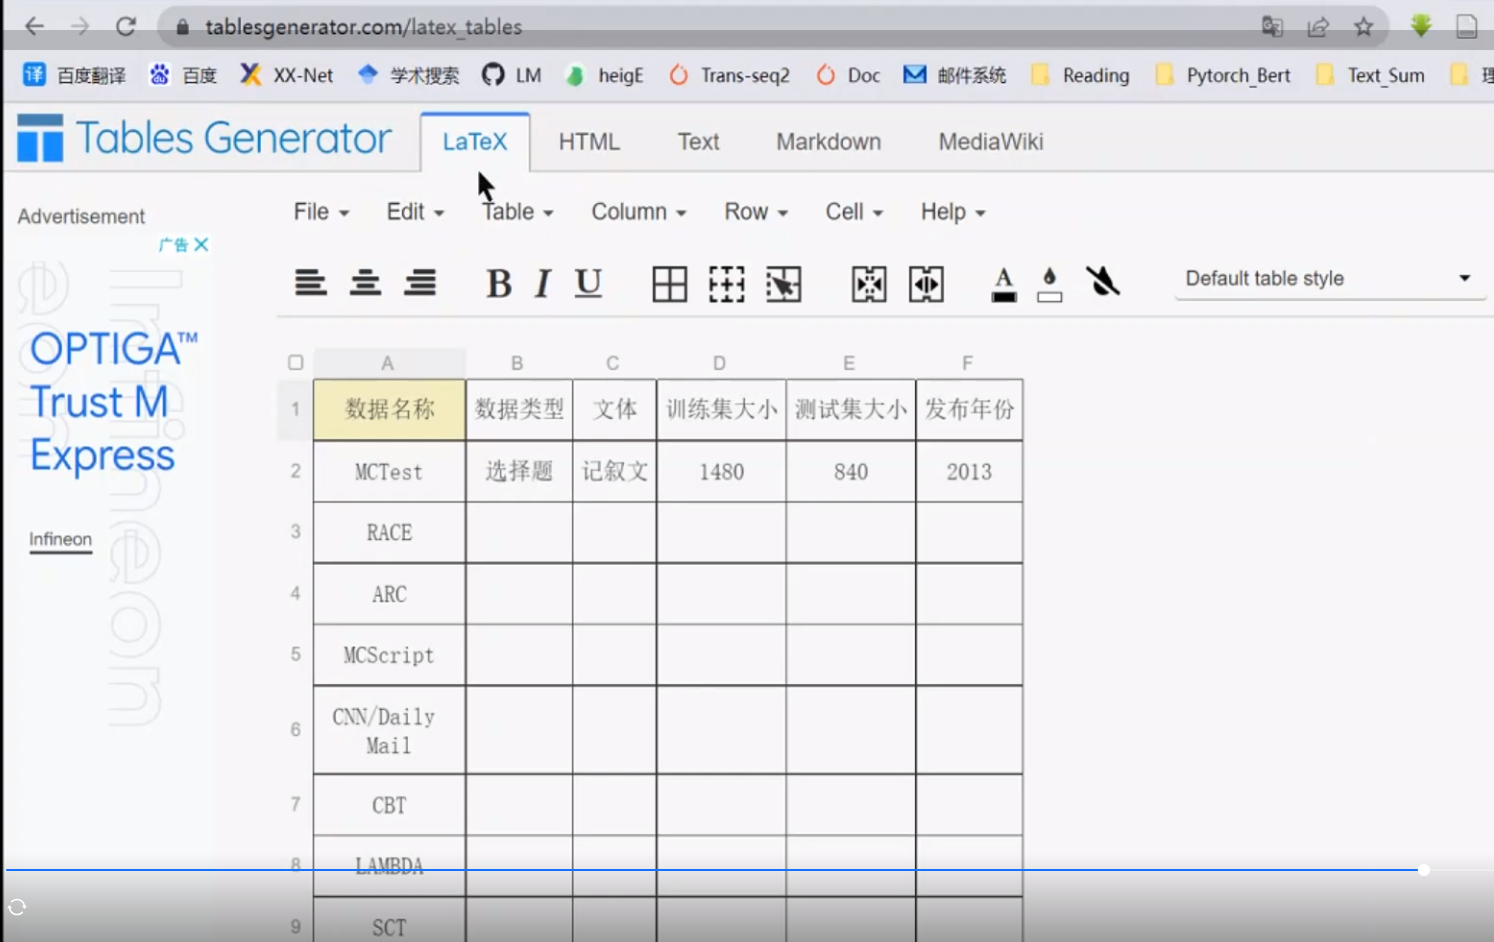 tablesgenerator.com/latex_tables
译 百度翻译 百度 XX-Net 学术搜索 LM heigE Trans-seq2 Doc 邮件系统 Reading Pytorch_Bert Text_Sum
Tables Generator LaTeX HTML Text Markdown MediaWiki
File Edit Table Column Row Cell Help
B I U A Default table style
Advertisement
广告
OPTIGA™
Trust M
Express
Infineon
infineon
A B C D E F
1 数据名称 数据类型 文体 训练集大小 测试集大小 发布年份
2 MCTest 选择题 记叙文 1480 840 2013
3 RACE
4 ARC
5 MCScript
6 CNN/Daily
Mail
7 CBT
8 LAMBDA
9 SCT